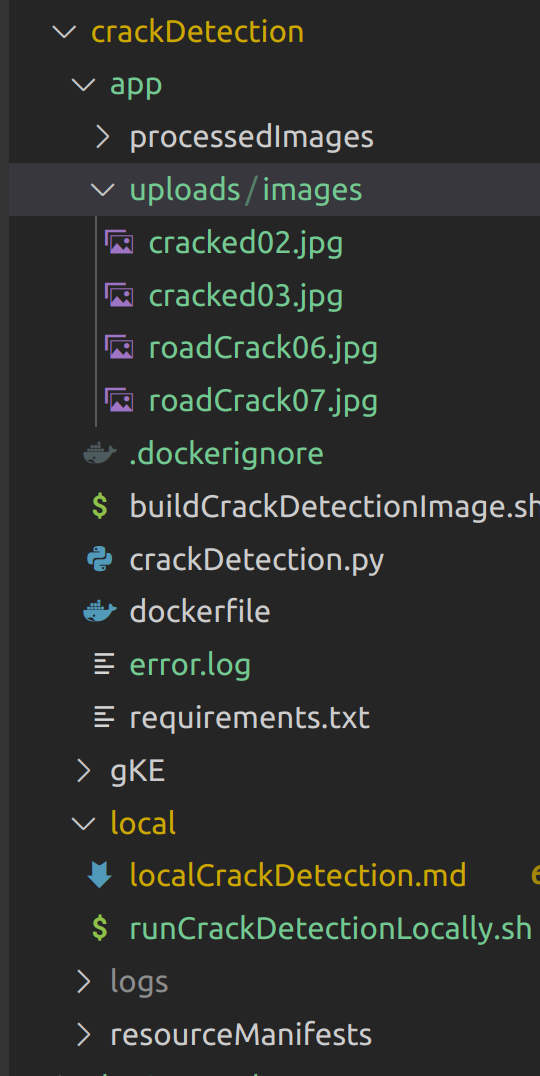 crackDetection
app
processedImages
uploads/images
cracked02.jpg
cracked03.jpg
roadCrack06.jpg
roadCrack07.jpg
.dockerignore
$ buildCrackDetectionImage.sh
crackDetection.py
dockerfile
error.log
requirements.txt
gKE
local
localCrackDetection.md
$ runCrackDetectionLocally.sh
logs
resourceManifests